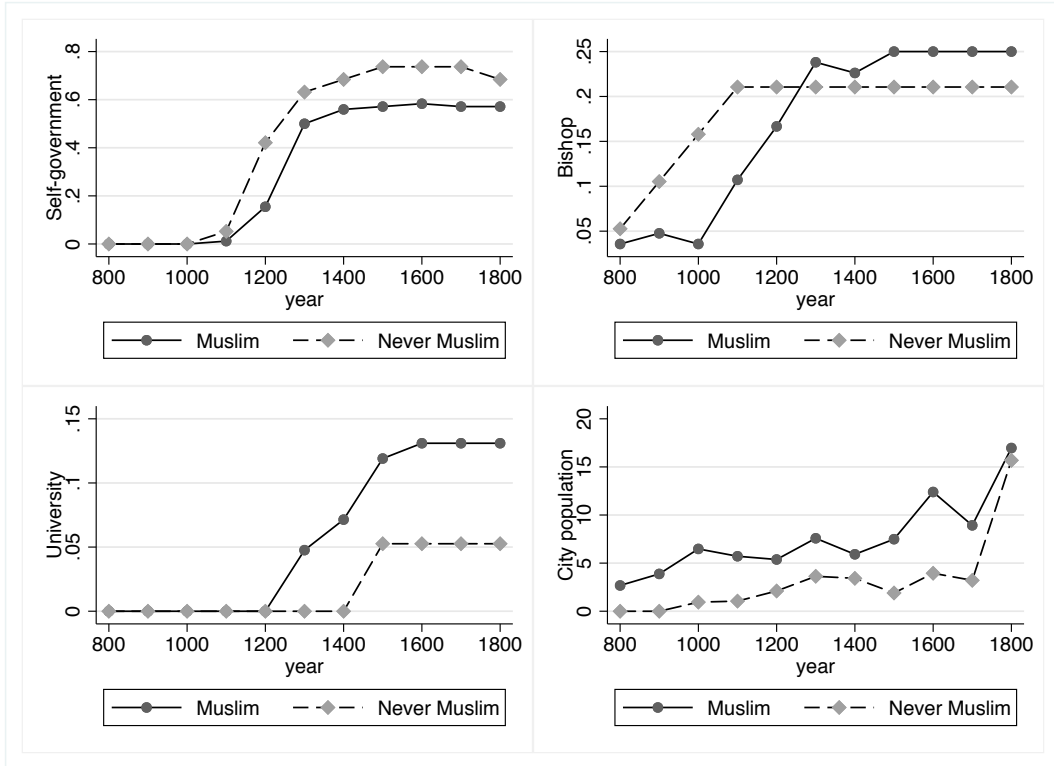 Self-government
.8
.6
.4
.2
0
800 1000 1200 1400 1600 1800
year
Muslim Never Muslim
Bishop
.25
.2
.15
.1
.05
800 1000 1200 1400 1600 1800
year
Muslim Never Muslim
University
.15
.1
.05
0
800 1000 1200 1400 1600 1800
year
Muslim Never Muslim
City population
20
15
10
5
0
800 1000 1200 1400 1600 1800
year
Muslim Never Muslim